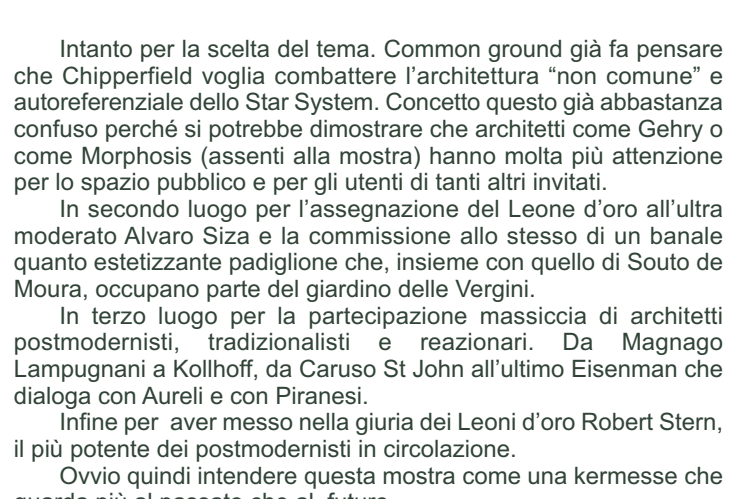 Intanto per la scelta del tema. Common ground già fa pensare
che Chipperfield voglia combattere l’architettura “non comune” e
autoreferenziale dello Star System. Concetto questo già abbastanza
confuso perché si potrebbe dimostrare che architetti come Gehry o
come Morphosis (assenti alla mostra) hanno molta più attenzione
per lo spazio pubblico e per gli utenti di tanti altri invitati.
In secondo luogo per l’assegnazione del Leone d’oro all’ultra
moderato Alvaro Siza e la commissione allo stesso di un banale
quanto estetizzante padiglione che, insieme con quello di Souto de
Moura, occupano parte del giardino delle Vergini.
In terzo luogo per la partecipazione massiccia di architetti
postmodernisti, tradizionalisti e reazionari. Da Magnago
Lampugnani a Kollhoff, da Caruso St John all’ultimo Eisenman che
dialoga con Aureli e con Piranesi.
Infine per aver messo nella giuria dei Leoni d’oro Robert Stern,
il più potente dei postmodernisti in circolazione.
Ovvio quindi intendere questa mostra come una kermesse che
guarda più al passato che al futuro